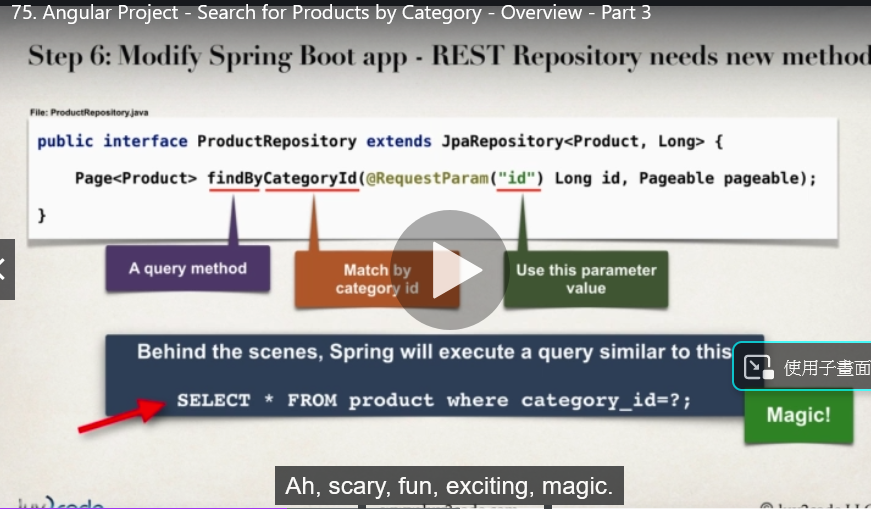 75. Angular Project - Search for Products by Category - Overview - Part 3
Step 6: Modify Spring Boot app - REST Repository needs new method
File: ProductRepository.java
public interface ProductRepository extends JpaRepository<Product, Long> {
Page<Product> findByCategoryId(@RequestParam("id") Long id, Pageable pageable);
}
A query method
Match by
category id
Use this parameter
value
Behind the scenes, Spring will execute a query similar to this
使用子畫面
SELECT * FROM product where category_id=?;
Magic!
Ah, scary, fun, exciting, magic.